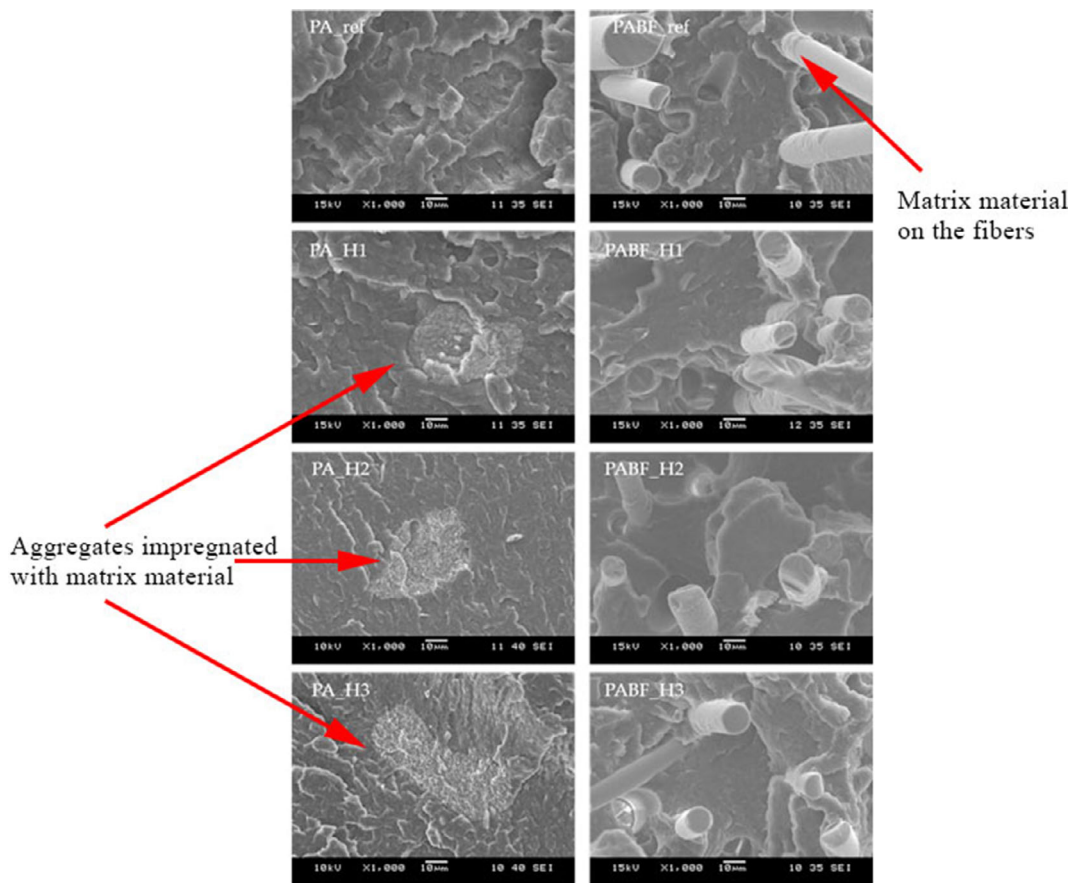 PA_ref
15kV X1,000 10µm 11 35 SEI
PABF_ref
15kV X1,000 10µm 10 35 SEI
Matrix material
on the fibers
PA_H1
15kV X1,000 10µm 11 35 SEI
PABF_H1
15kV X1,000 10µm 12 35 SEI
Aggregates impregnated
with matrix material
PA_H2
10kV X1,000 10µm 11 40 SEI
PABF_H2
15kV X1,000 10µm 10 35 SEI
PA_H3
10kV X1,000 10µm 10 40 SEI
PABF_H3
15kV X1,000 10µm 10 35 SEI